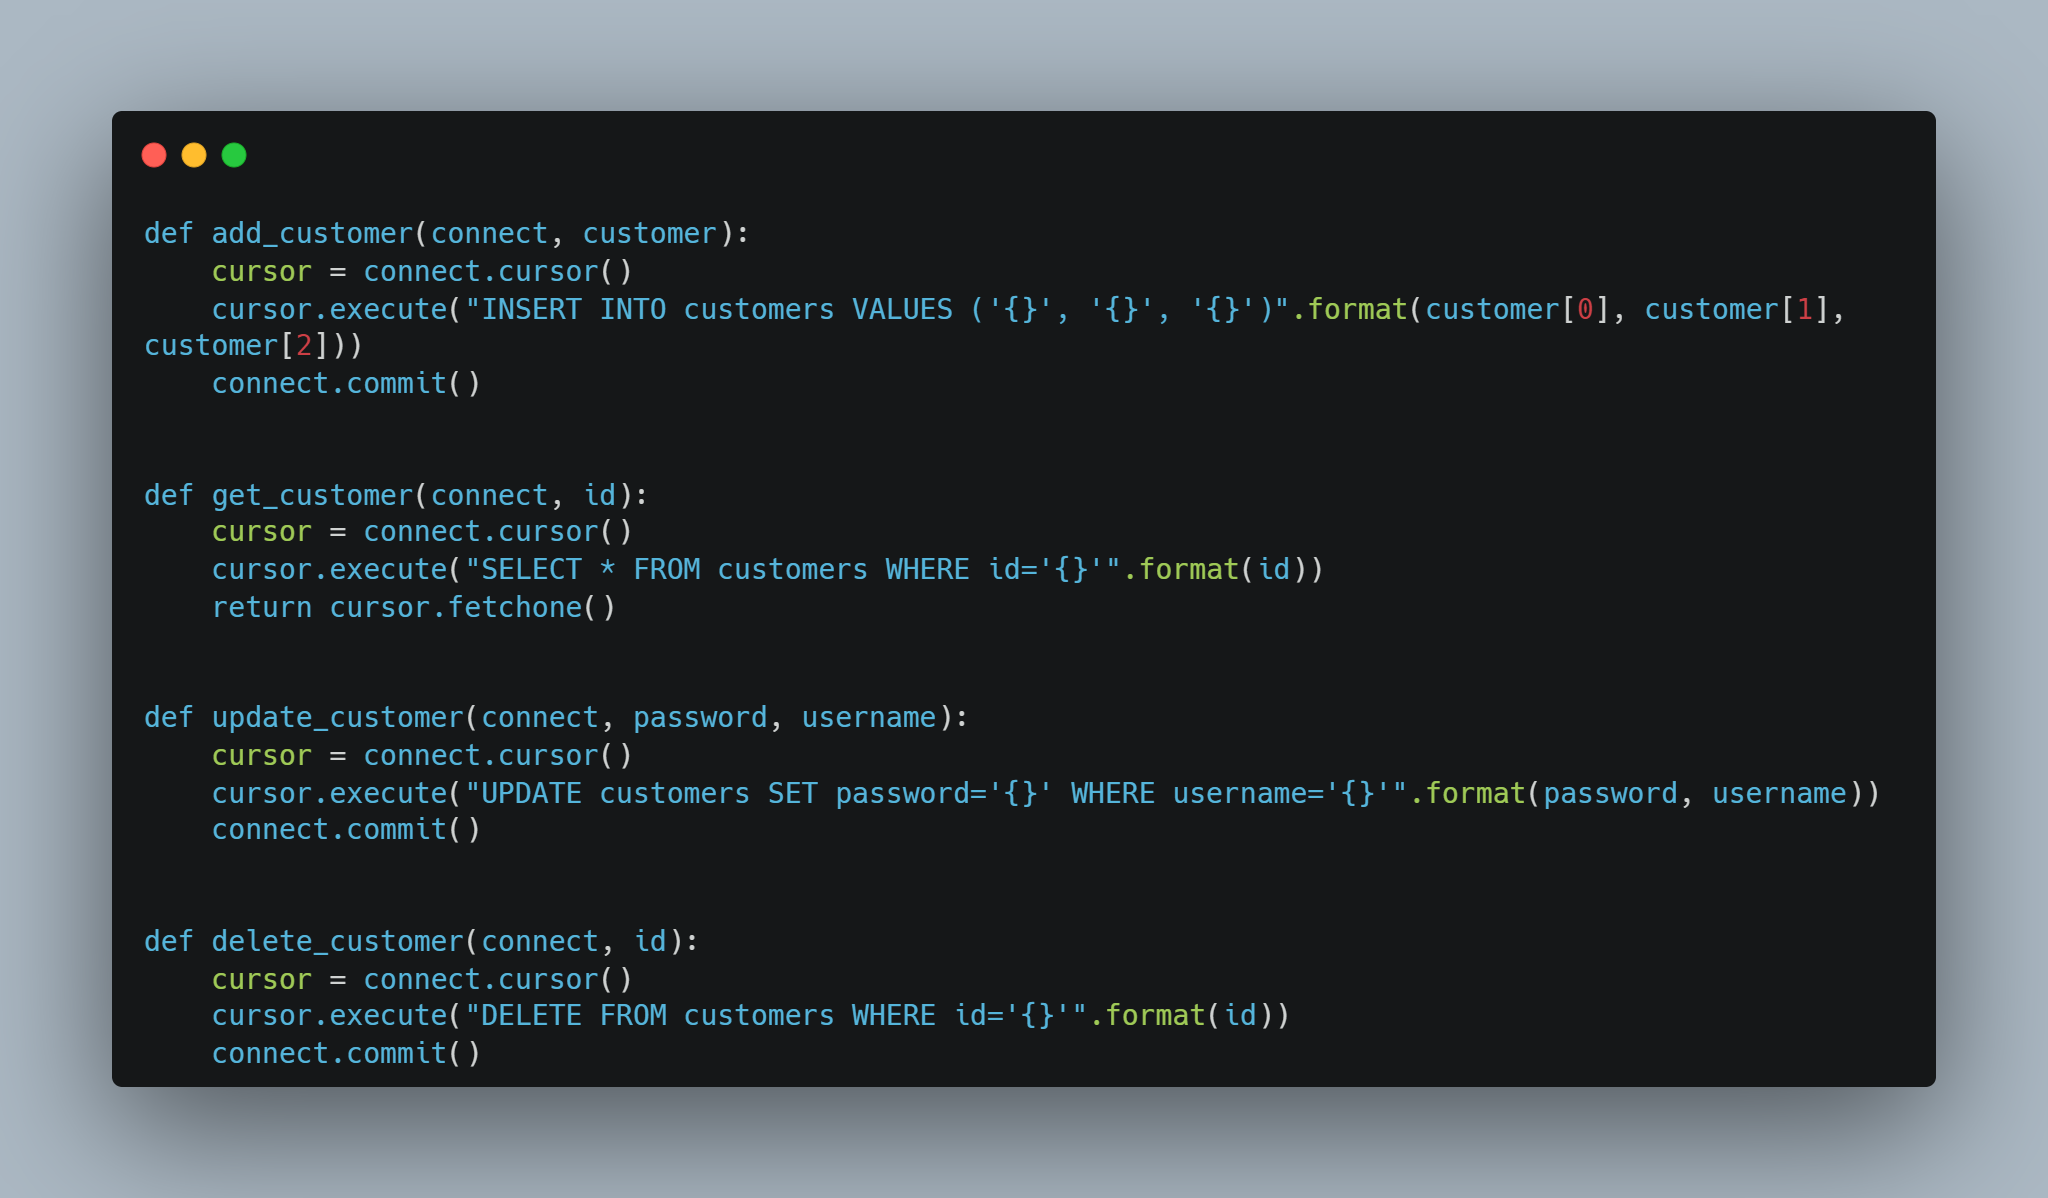 def add_customer(connect, customer):
    cursor = connect.cursor()
    cursor.execute("INSERT INTO customers VALUES ('{}', '{}', '{}')".format(customer[0], customer[1],
customer[2]))
    connect.commit()


def get_customer(connect, id):
    cursor = connect.cursor()
    cursor.execute("SELECT * FROM customers WHERE id='{}'".format(id))
    return cursor.fetchone()


def update_customer(connect, password, username):
    cursor = connect.cursor()
    cursor.execute("UPDATE customers SET password='{}' WHERE username='{}'".format(password, username))
    connect.commit()


def delete_customer(connect, id):
    cursor = connect.cursor()
    cursor.execute("DELETE FROM customers WHERE id='{}'".format(id))
    connect.commit()